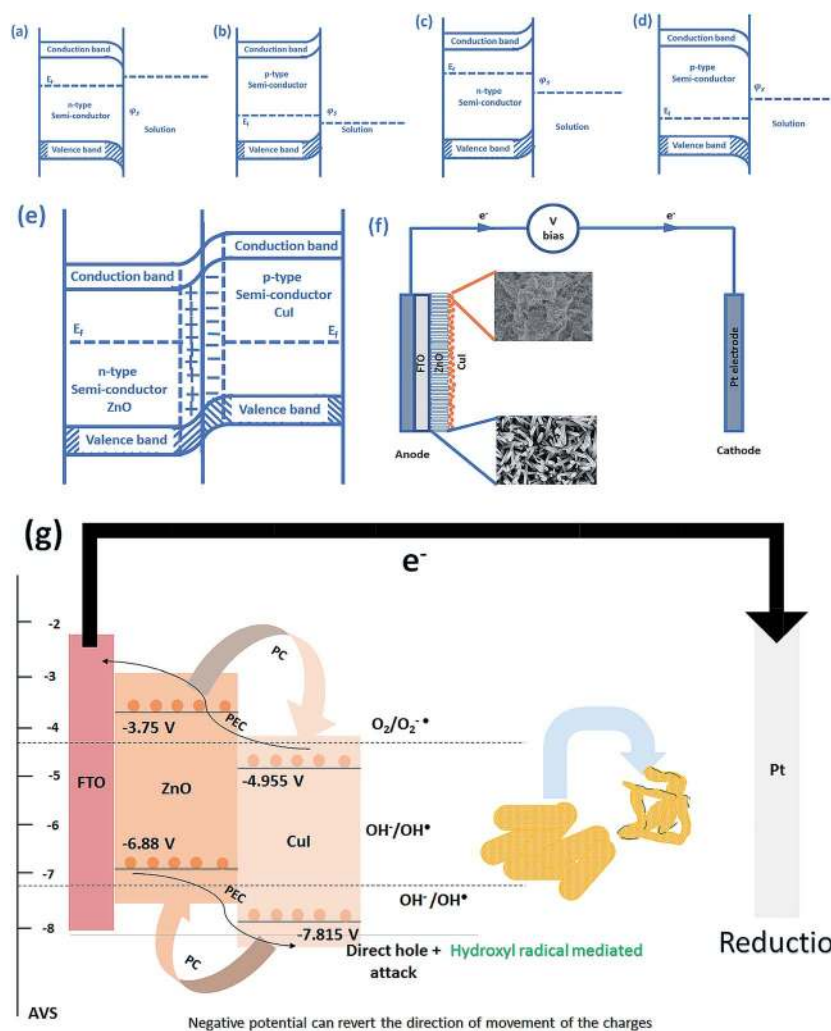 (a)
Conduction band
Ef
n-type
Semi-conductor
φs
Solution
Valence band
(b)
Conduction band
p-type
Semi-conductor
φs
Ef
Solution
Valence band
(c)
Conduction band
Ef
φs
n-type
Semi-conductor
Solution
Valence band
(d)
Conduction band
p-type
Semi-conductor
φs
Ef
Solution
Valence band
(e)
Conduction band
Conduction band
p-type
Semi-conductor
CuI
Ef
Ef
n-type
Semi-conductor
ZnO
Valence band
Valence band
(f)
e-
V
bias
e-
FTO
ZnO
CuI
Pt electrode
Anode
Cathode
(g)
e-
-2
-3
-4
-5
-6
-7
-8
AVS
FTO
PC
PEC
-3.75 V
ZnO
-6.88 V
O2/O2-•
-4.955 V
CuI
OH-/OH•
PEC
OH-/OH•
-7.815 V
PC
Direct hole + Hydroxyl radical mediated
attack
Pt
Reductio
Negative potential can revert the direction of movement of the charges